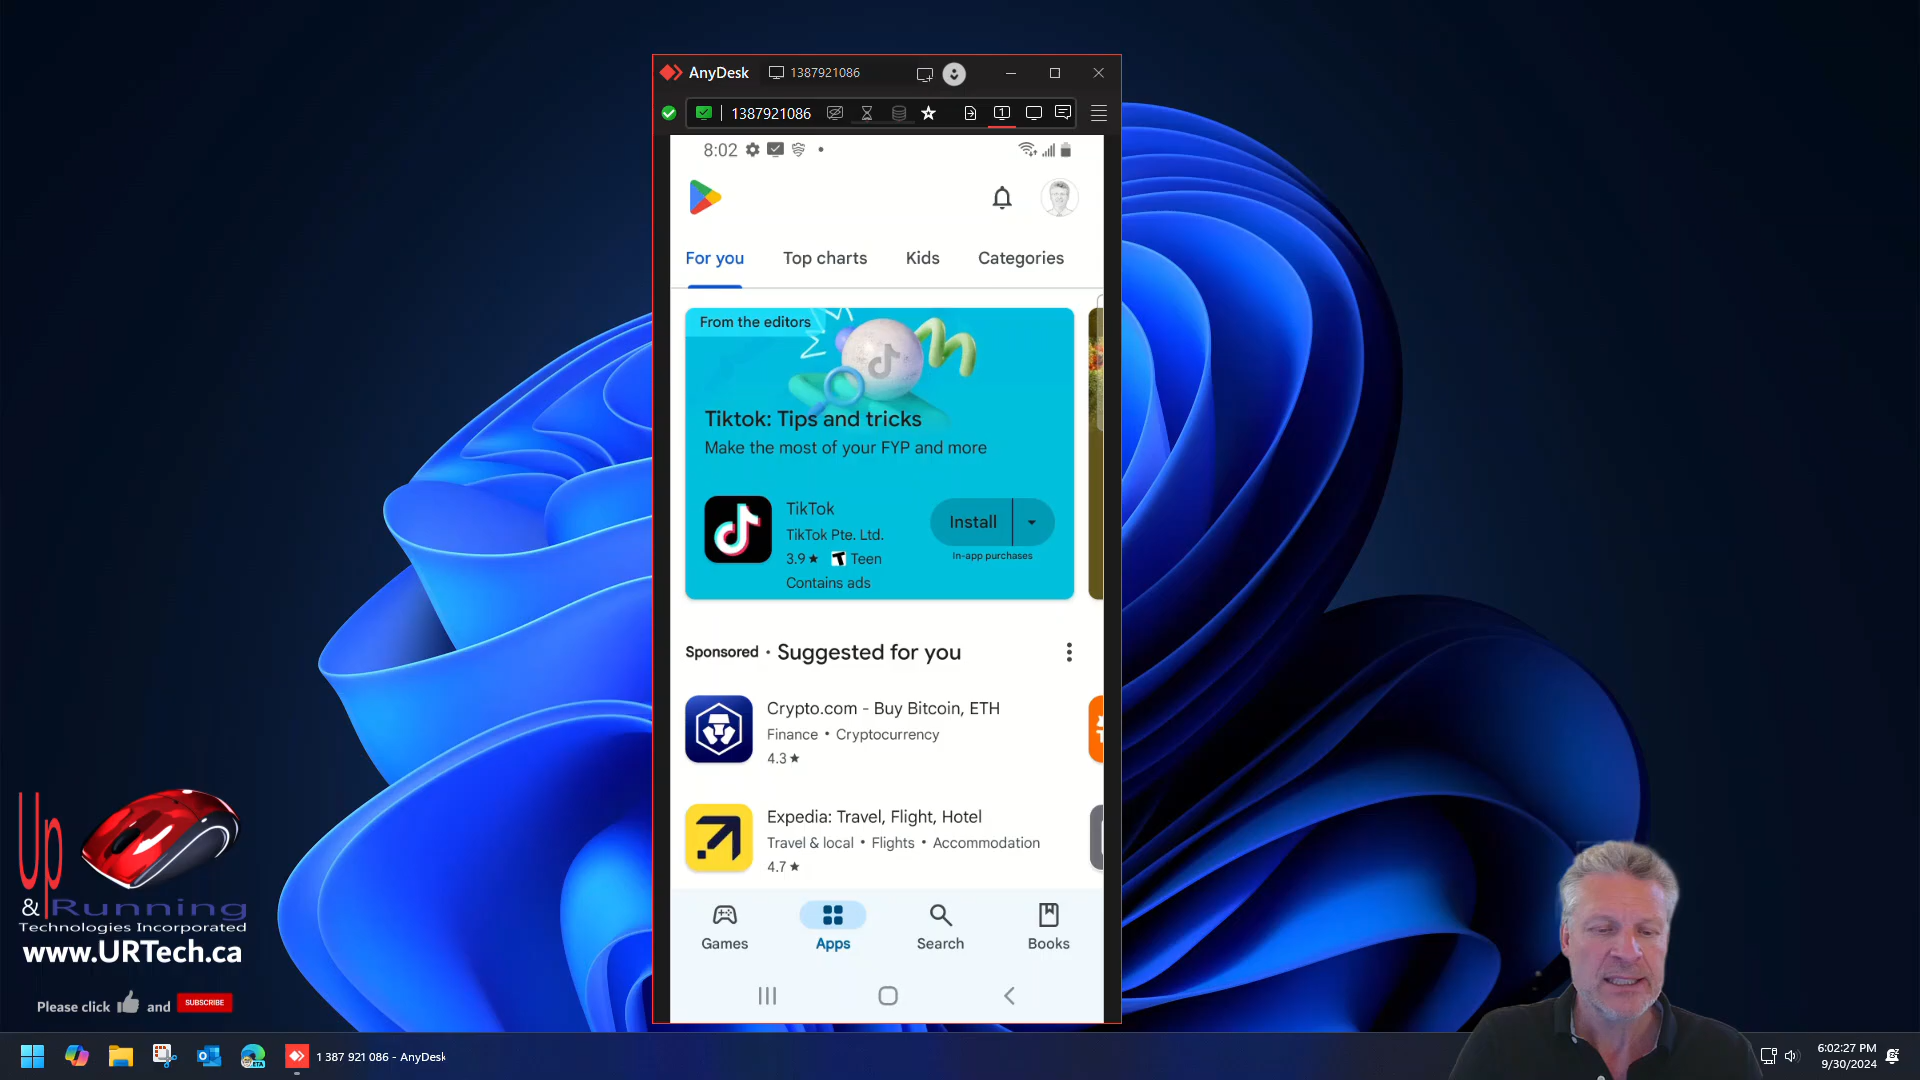 AnyDesk 1387921086
1387921086 1
8:02
For you Top charts Kids Categories
From the editors
Tiktok: Tips and tricks
Make the most of your FYP and more
TikTok
TikTok Pte. Ltd.
3.9★ T Teen
Contains ads
Install
In-app purchases
Sponsored • Suggested for you
Crypto.com - Buy Bitcoin, ETH
Finance • Cryptocurrency
4.3★
Expedia: Travel, Flight, Hotel
Travel & local • Flights • Accommodation
4.7★
Games Apps Search Books
Up
& Running
Technologies Incorporated
www.URTech.ca
Please click and SUBSCRIBE
1 387 921 086 - AnyDesk
6:02:27 PM
9/30/2024